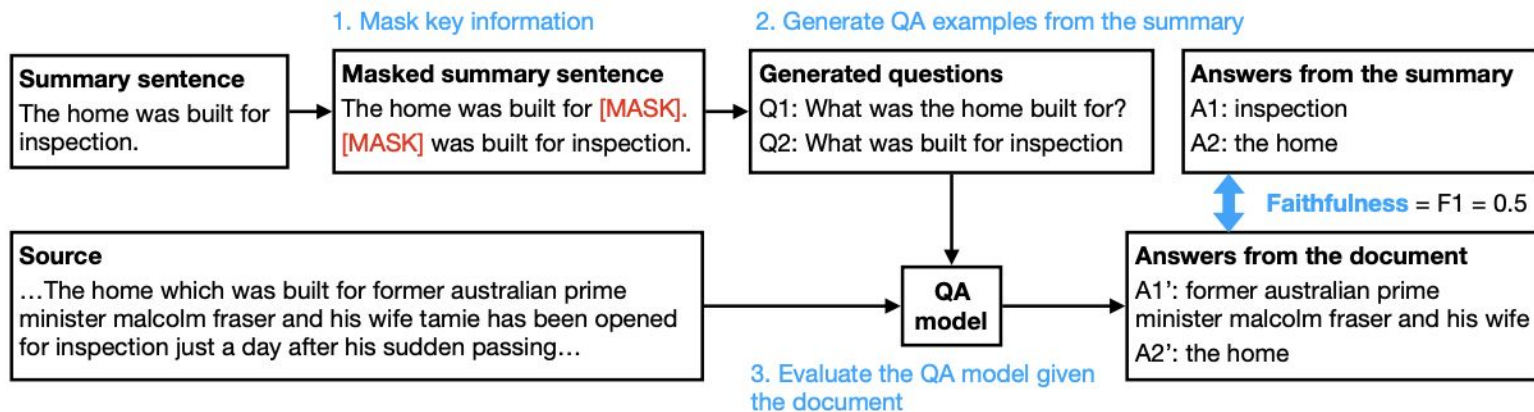 1. Mask key information
2. Generate QA examples from the summary
Summary sentence
The home was built for
inspection.
Masked summary sentence
The home was built for [MASK].
[MASK] was built for inspection.
Generated questions
Q1: What was the home built for?
Q2: What was built for inspection
Answers from the summary
A1: inspection
A2: the home
Faithfulness = F1 = 0.5
Source
…The home which was built for former australian prime
minister malcolm fraser and his wife tamie has been opened
for inspection just a day after his sudden passing…
QA
model
Answers from the document
A1’: former australian prime
minister malcolm fraser and his wife
A2’: the home
3. Evaluate the QA model given
the document